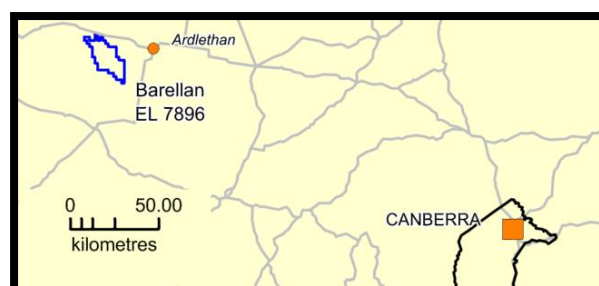 Ardlethan
Barellan
EL 7896
0 50.00
kilometres
CANBERRA